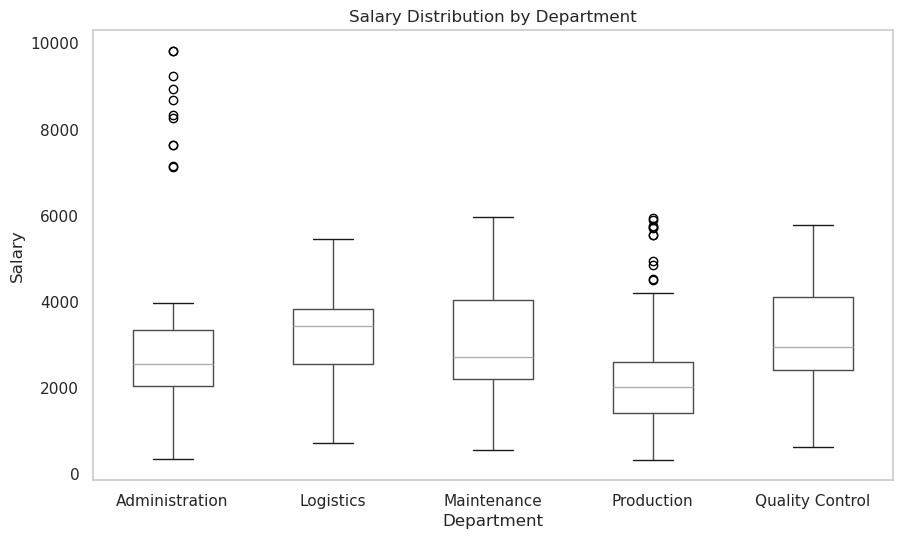 Salary Distribution by Department
Salary
10000
8000
6000
4000
2000
0
Administration
Logistics
Maintenance
Production
Quality Control
Department